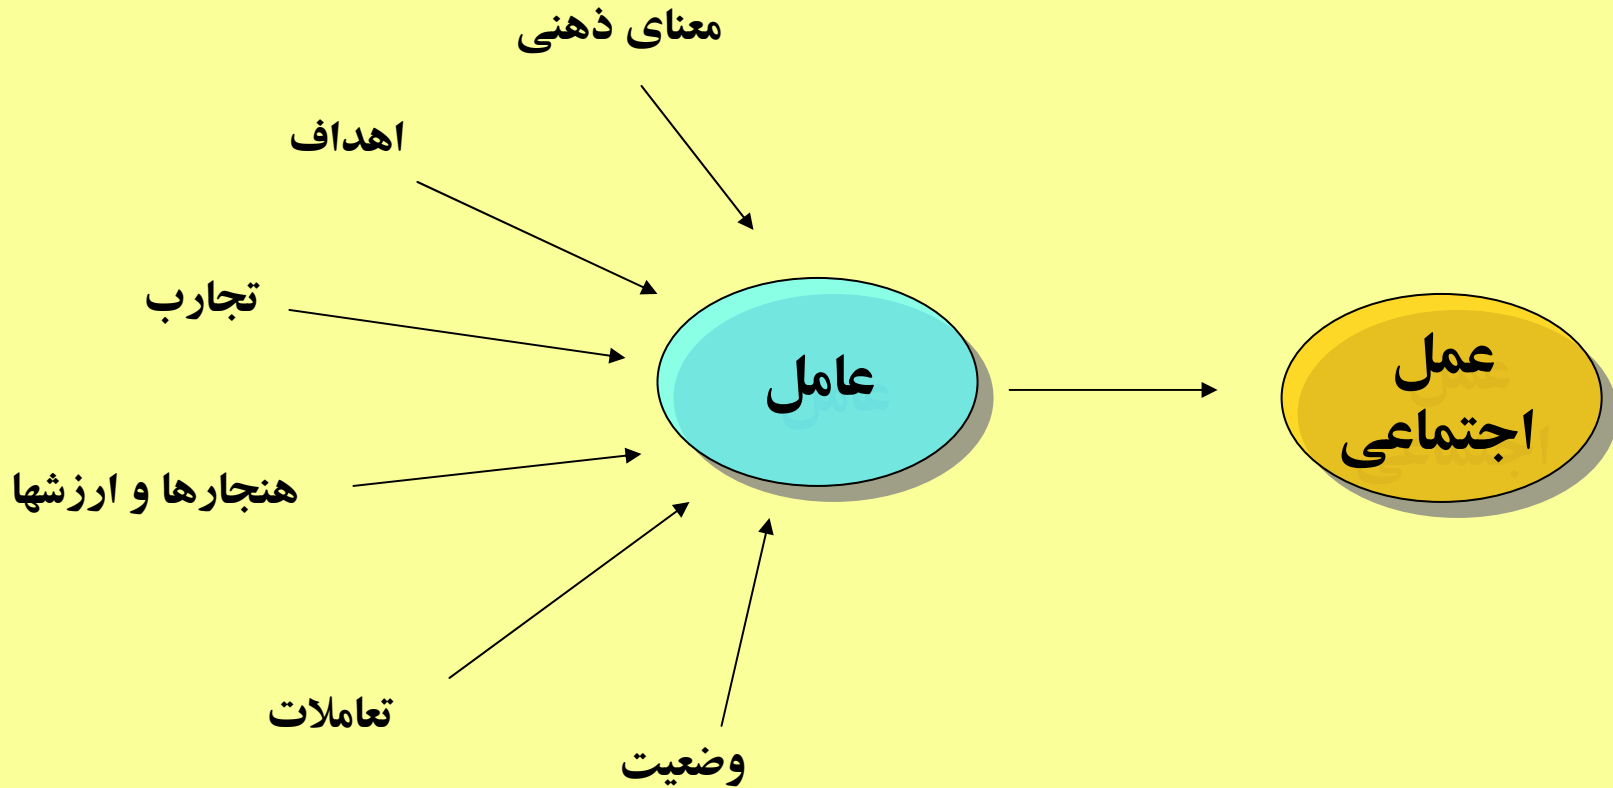 معنای ذهنی
اهداف
تجارب
هنجارها و ارزشها
تعاملات
وضعیت
عامل
عمل
اجتماعی